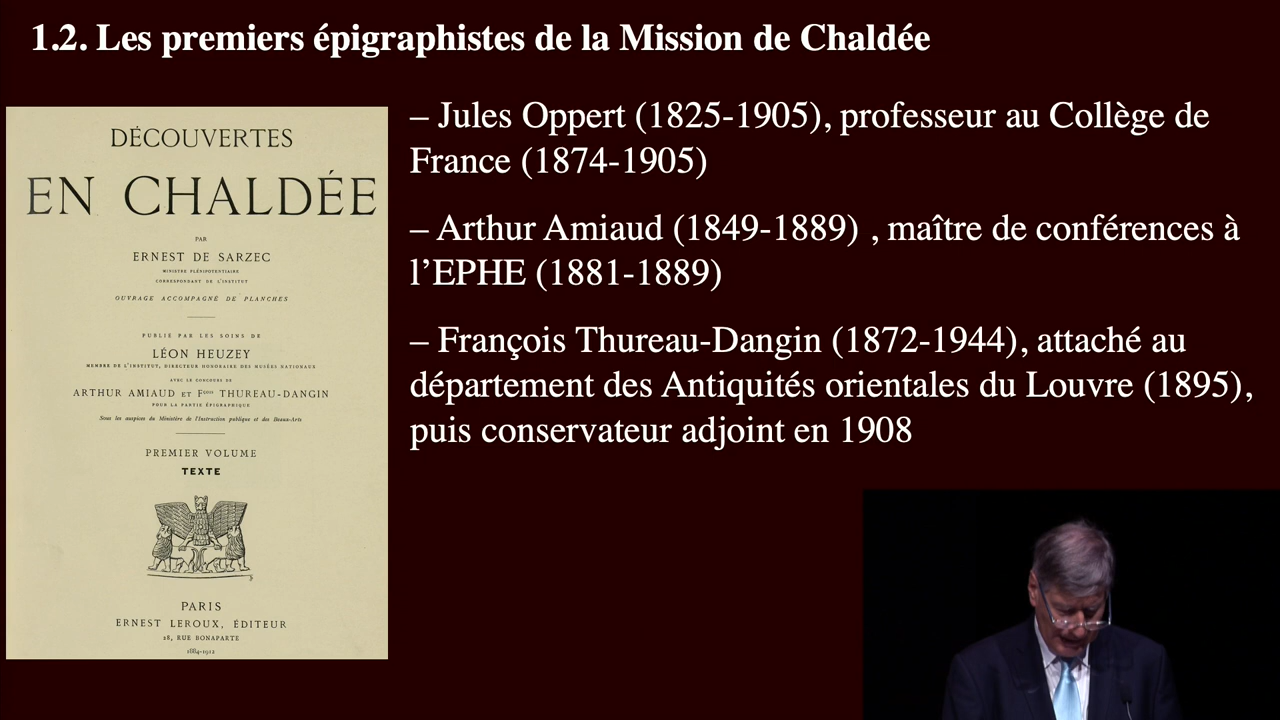 1.2. Les premiers épigraphistes de la Mission de Chaldée
DÉCOUVERTES
EN CHALDÉE
PAR
ERNEST DE SARZEC
MINISTRE PLÉNIPOTENTIAIRE
CORRESPONDANT DE L'INSTITUT
OUVRAGE ACCOMPAGNÉ DE PLANCHES
PUBLIÉ PAR LES SOINS DE
LÉON HEUZEY
MEMBRE DE L'INSTITUT, DIRECTEUR HONORAIRE DES MUSÉES NATIONAUX
AVEC LE CONCOURS DE
ARTHUR AMIAUD ET Fçois THUREAU-DANGIN
POUR LA PARTIE ÉPIGRAPHIQUE
Sous les auspices du Ministère de l'Instruction publique et des Beaux-Arts
PREMIER VOLUME
TEXTE
PARIS
ERNEST LEROUX, ÉDITEUR
28, RUE BONAPARTE
1884-1912
– Jules Oppert (1825-1905), professeur au Collège de
France (1874-1905)
– Arthur Amiaud (1849-1889) , maître de conférences à
l’EPHE (1881-1889)
– François Thureau-Dangin (1872-1944), attaché au
département des Antiquités orientales du Louvre (1895),
puis conservateur adjoint en 1908